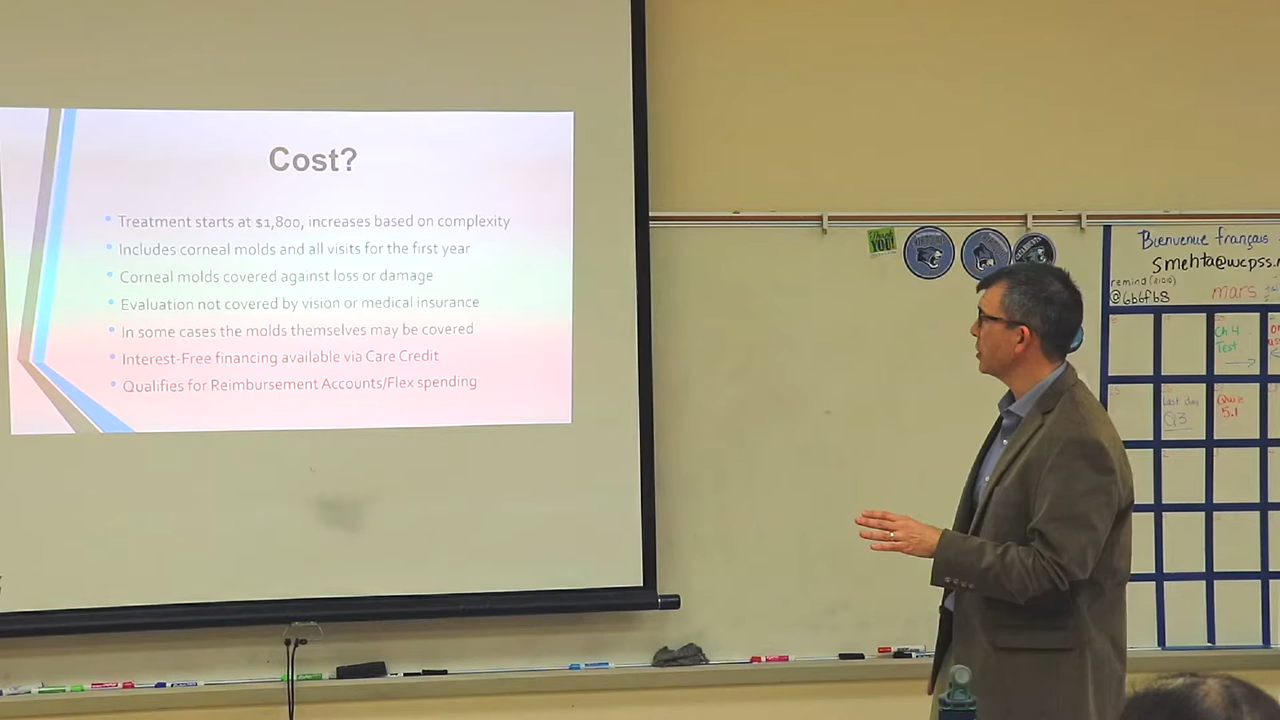 Cost?
Treatment starts at $1,800, increases based on complexity
Includes corneal molds and all visits for the first year
Corneal molds covered against loss or damage
Evaluation not covered by vision or medical insurance
In some cases the molds themselves may be covered
Interest-Free financing available via Care Credit
Qualifies for Reimbursement Accounts/Flex spending
Thank
YOU!
Bienvenue français
smehta@wcpss.n
remind (81010)
@6b6f68
mars
Ch 4
Test
Last day
Q3
Quiz
5.1